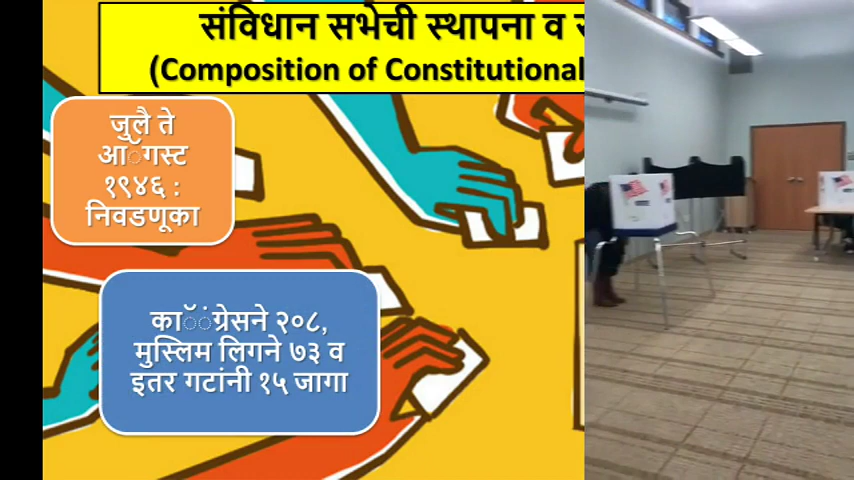 संविधान सभेची स्थापना व
(Composition of Constitutional
जुलै ते
आॅगस्ट
१९४६ :
निवडणूका
काॅंग्रेसने २०८,
मुस्लिम लिगने ७३ व
इतर गटांनी १५ जागा